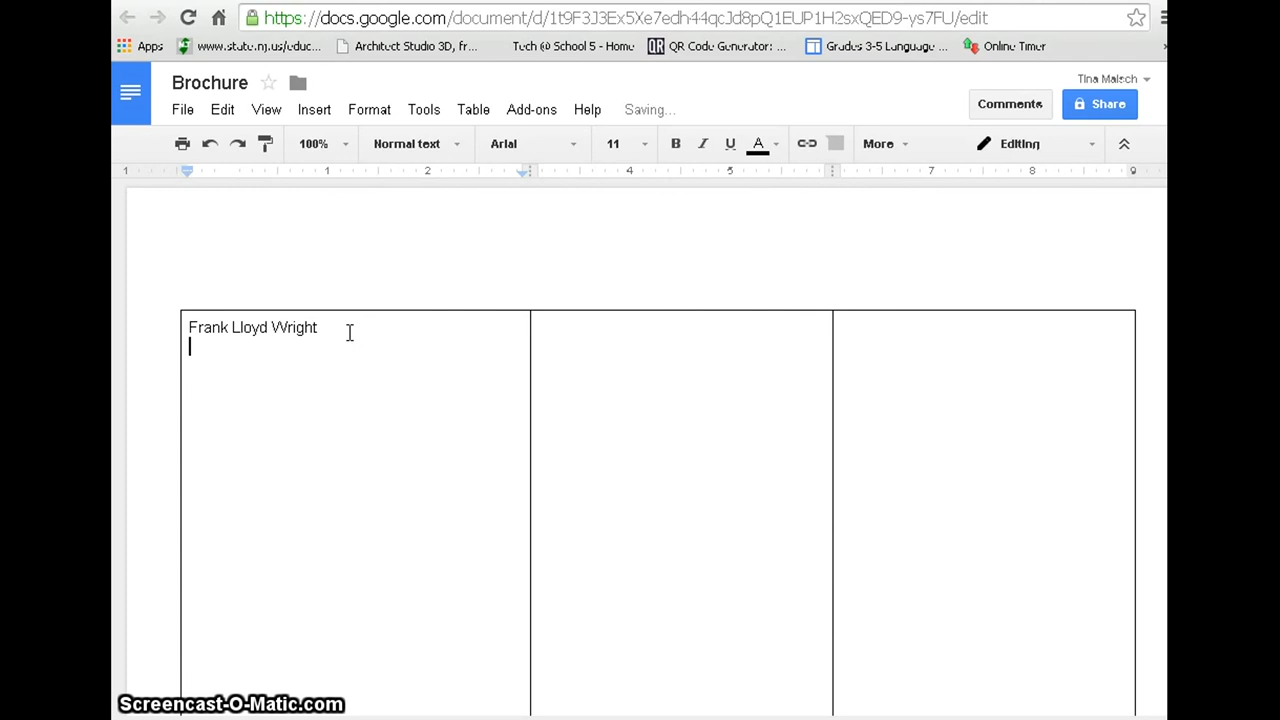 https://docs.google.com/document/d/1t9F3J3Ex5Xe7edh44qcJd8pQ1EUP1H2sxQED9-ys7FU/edit
Apps www.state.nj.us/educ... Architect Studio 3D, fr... Tech @ School 5 - Home QR Code Generator: ... Grades 3-5 Language ... Online Timer
Brochure
Tina Maisch
File Edit View Insert Format Tools Table Add-ons Help Saving...
Comments Share
100% Normal text Arial 11 B I U A More Editing
1 1 2 4 5 7 8 9
Frank Lloyd Wright
Screencast-O-Matic.com